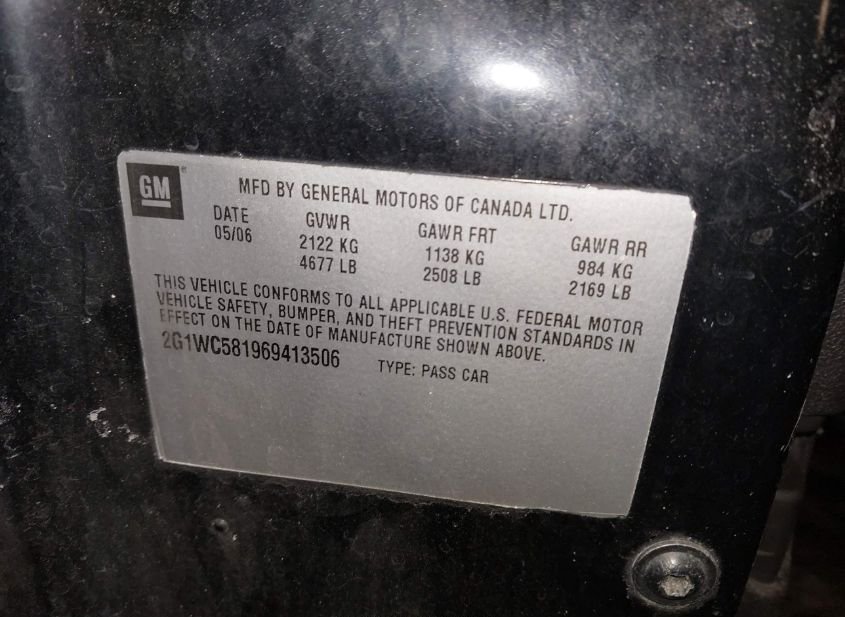 GM
MFD BY GENERAL MOTORS OF CANADA LTD.
DATE GVWR GAWR FRT GAWR RR
05/06 2122 KG 1138 KG 984 KG
4677 LB 2508 LB 2169 LB
THIS VEHICLE CONFORMS TO ALL APPLICABLE U.S. FEDERAL MOTOR
VEHICLE SAFETY, BUMPER, AND THEFT PREVENTION STANDARDS IN
EFFECT ON THE DATE OF MANUFACTURE SHOWN ABOVE.
2G1WC581969413506 TYPE: PASS CAR